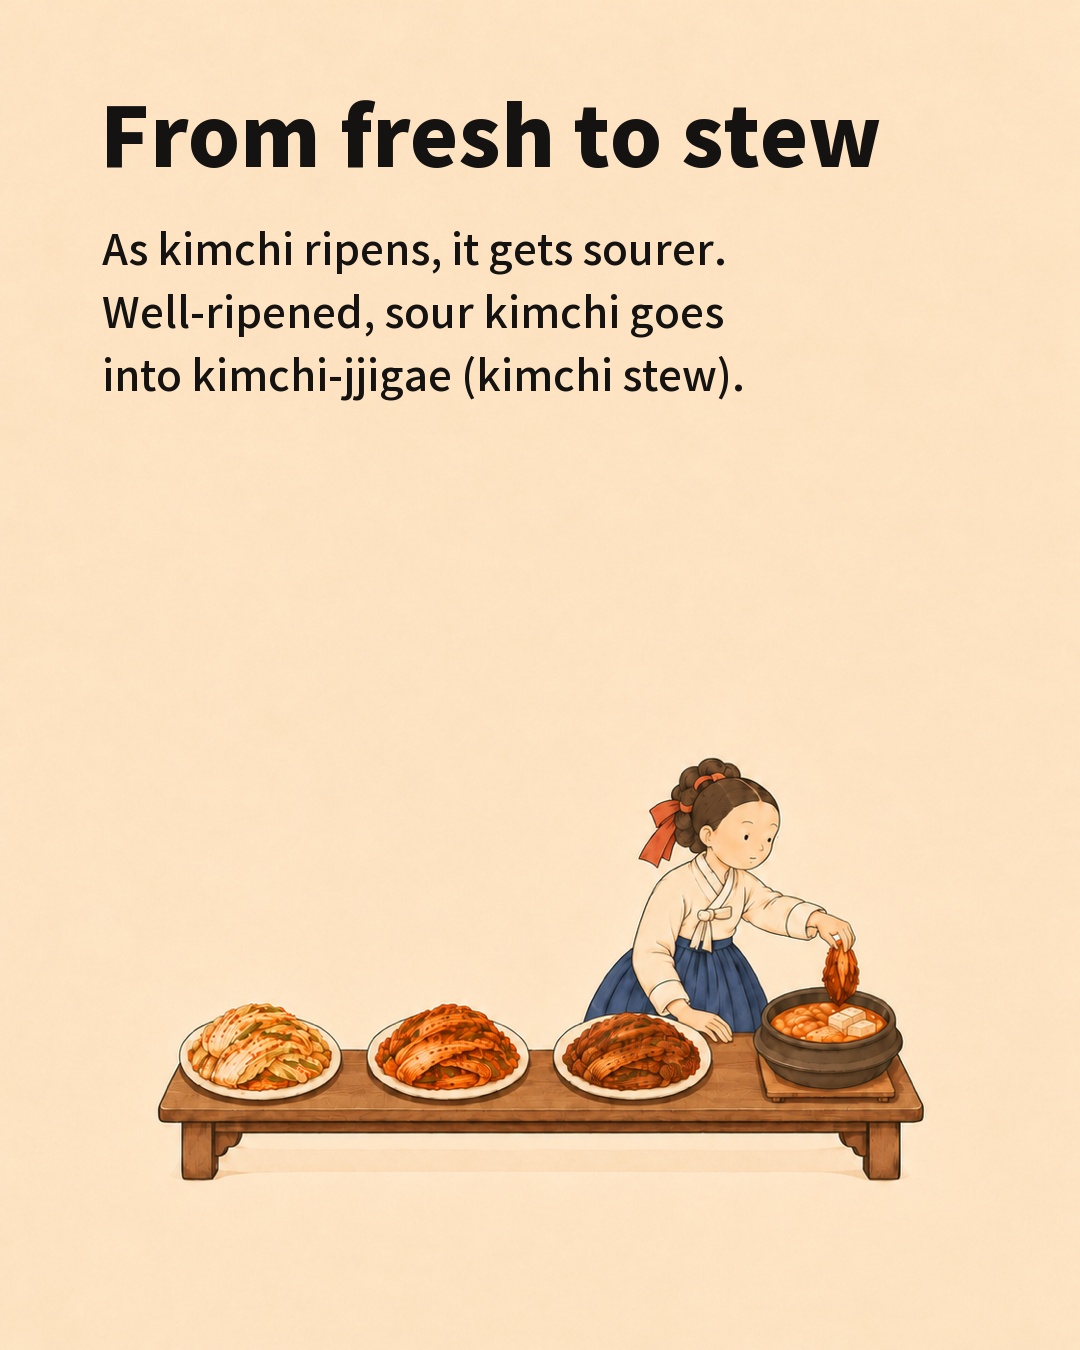 From fresh to stew
As kimchi ripens, it gets sourer.
Well-ripened, sour kimchi goes
into kimchi-jjigae (kimchi stew).